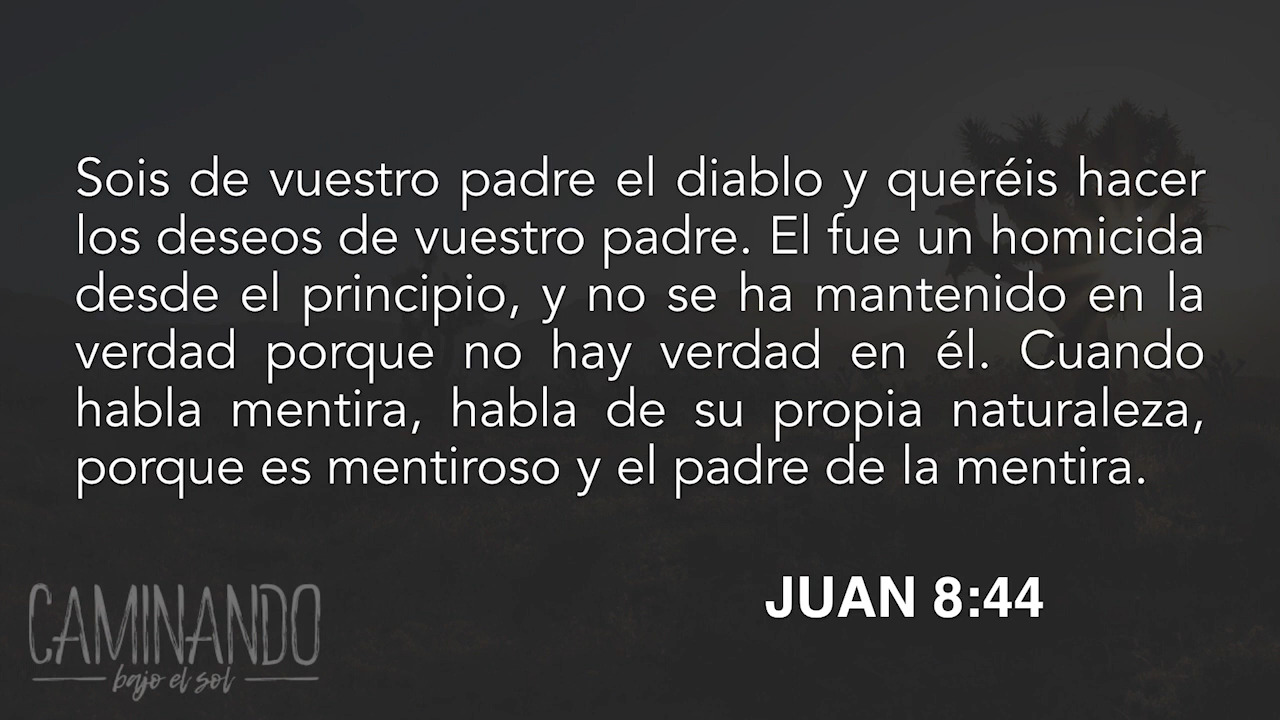 Sois de vuestro padre el diablo y queréis hacer
los deseos de vuestro padre. El fue un homicida
desde el principio, y no se ha mantenido en la
verdad porque no hay verdad en él. Cuando
habla mentira, habla de su propia naturaleza,
porque es mentiroso y el padre de la mentira.
JUAN 8:44
CAMINANDO
bajo el sol